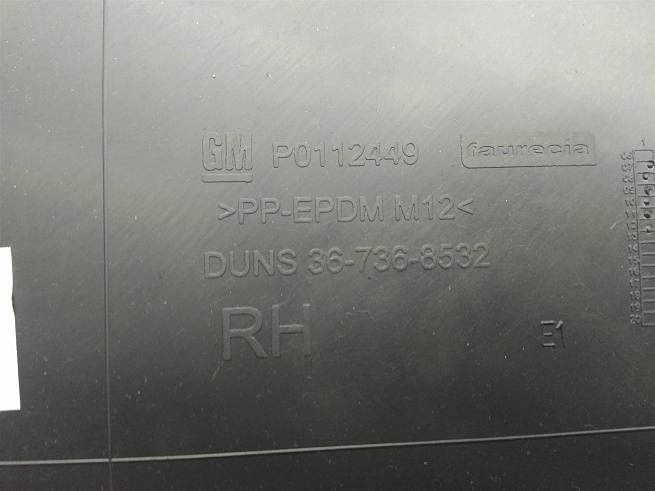 GM P0112449 faurecia
>PP-EPDM M12<
DUNS 36-736-8532
RH E1